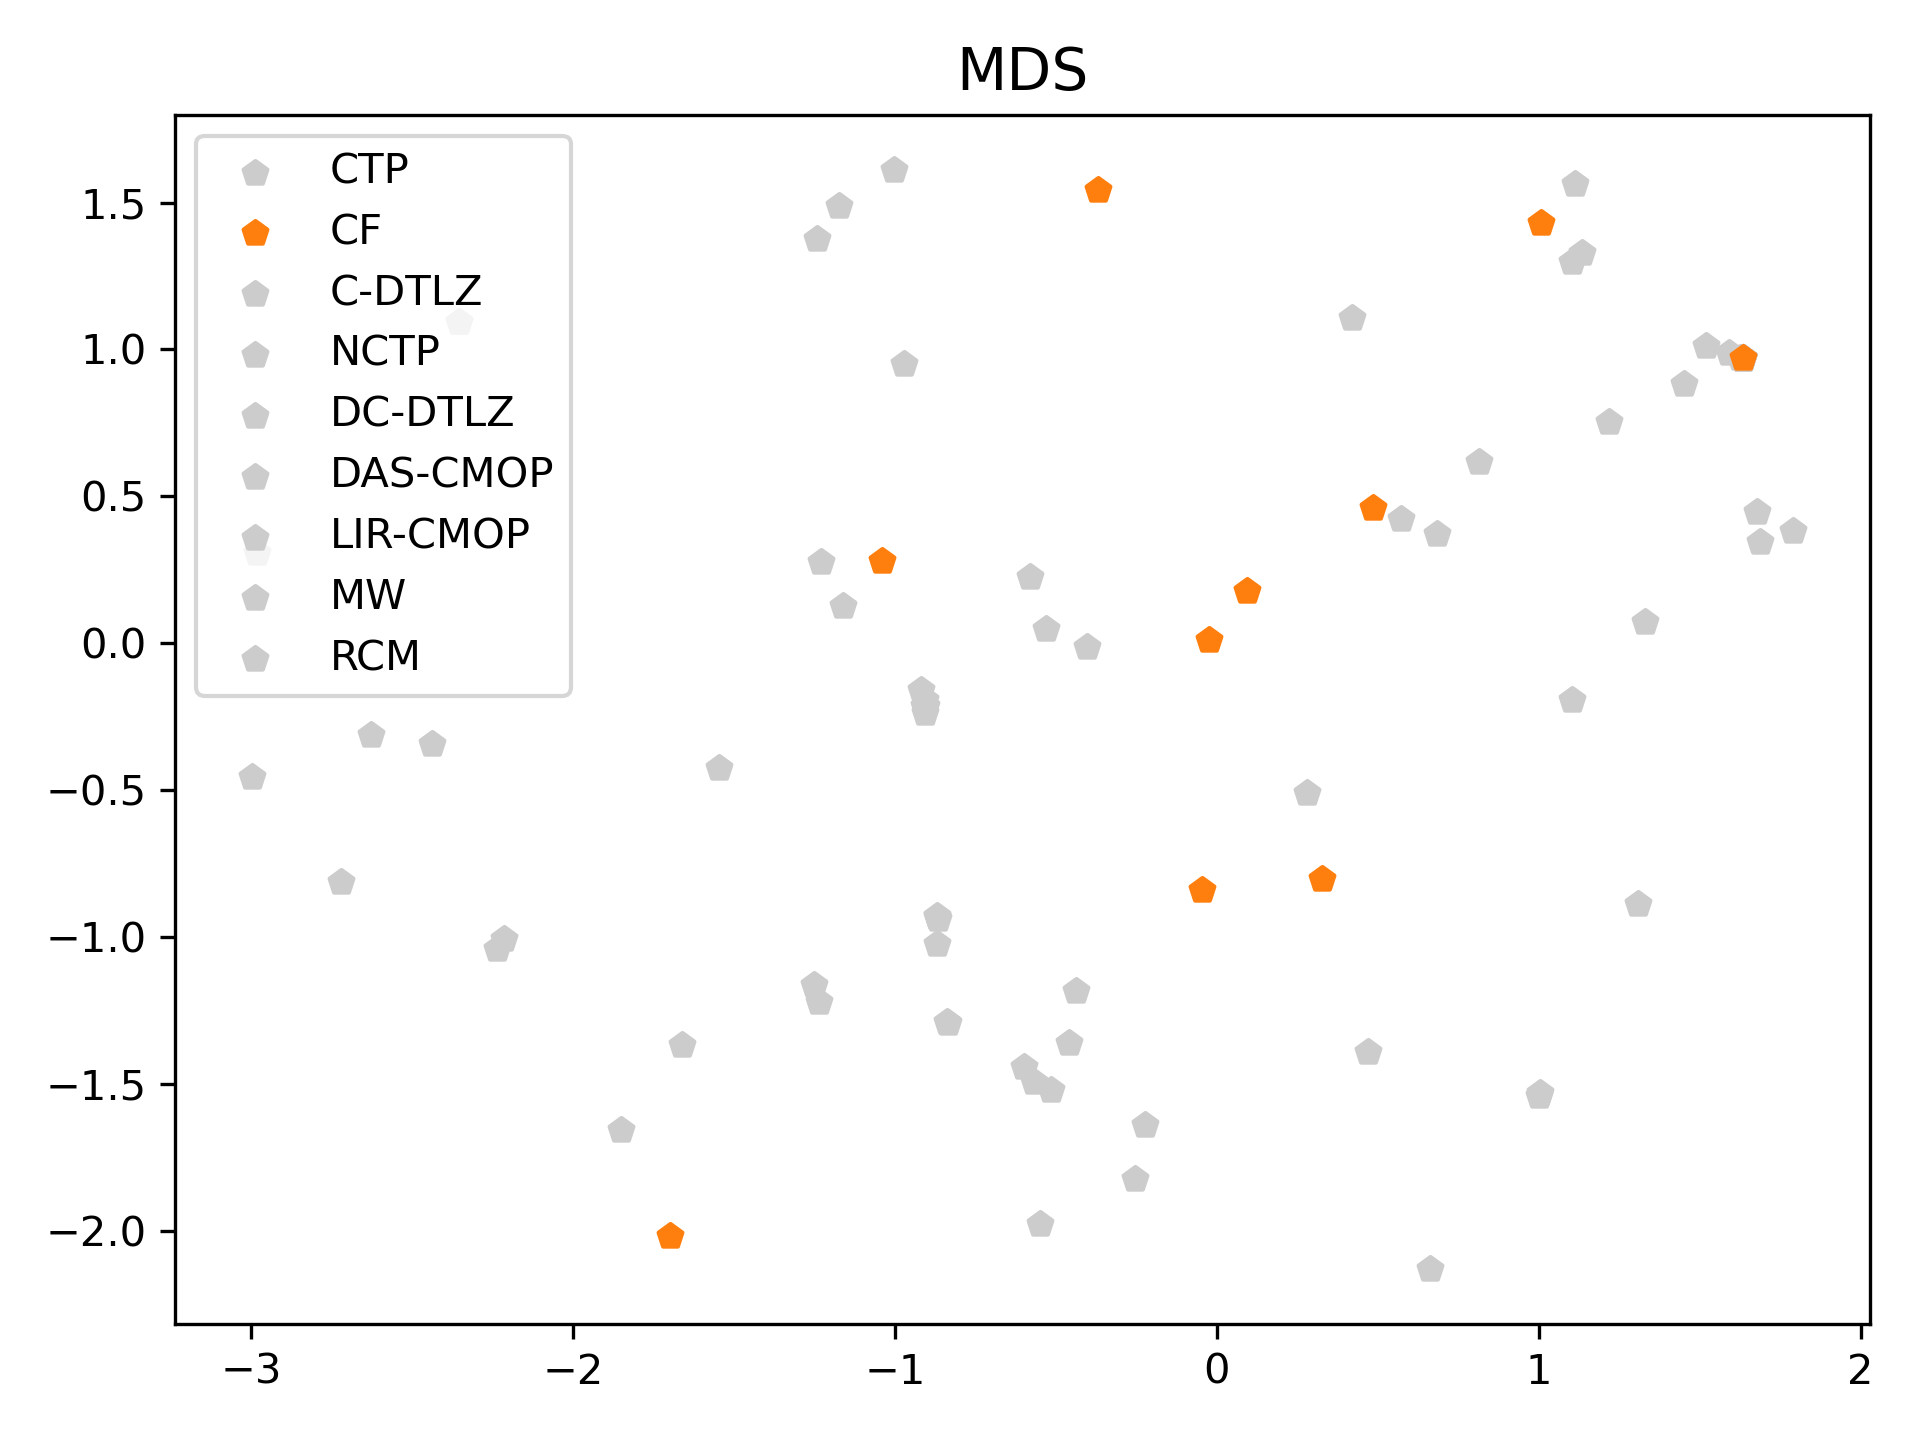 MDS
CTP
CF
C-DTLZ
NCTP
DC-DTLZ
DAS-CMOP
LIR-CMOP
MW
RCM
1.5
1.0
0.5
0.0
−0.5
−1.0
−1.5
−2.0
−3 −2 −1 0 1 2